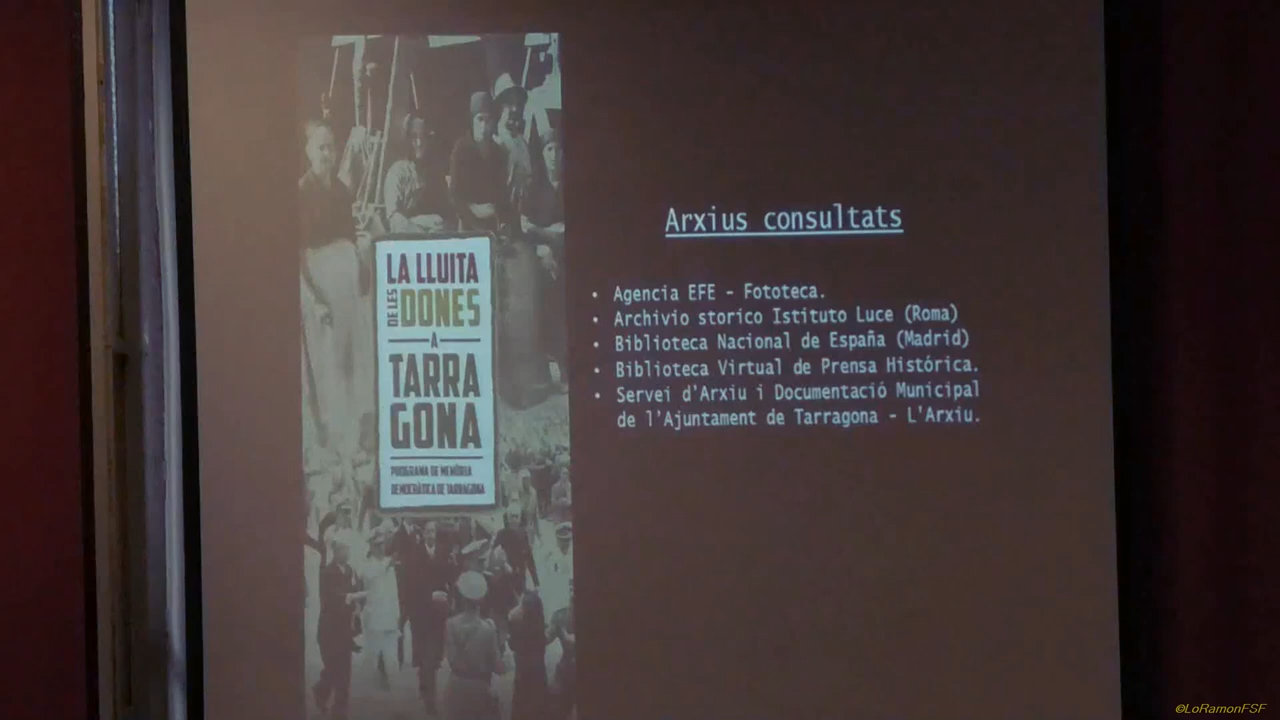 LA LLUITA
DE LES
DONES
A
TARRA
GONA
PROGRAMA DE MEMÒRIA
DEMOCRÀTICA DE TARRAGONA
Arxius consultats
• Agencia EFE - Fototeca.
• Archivio storico Istituto Luce (Roma)
• Biblioteca Nacional de España (Madrid)
• Biblioteca Virtual de Prensa Histórica.
• Servei d'Arxiu i Documentació Municipal
de l'Ajuntament de Tarragona - L'Arxiu.
©LoRamonFSF